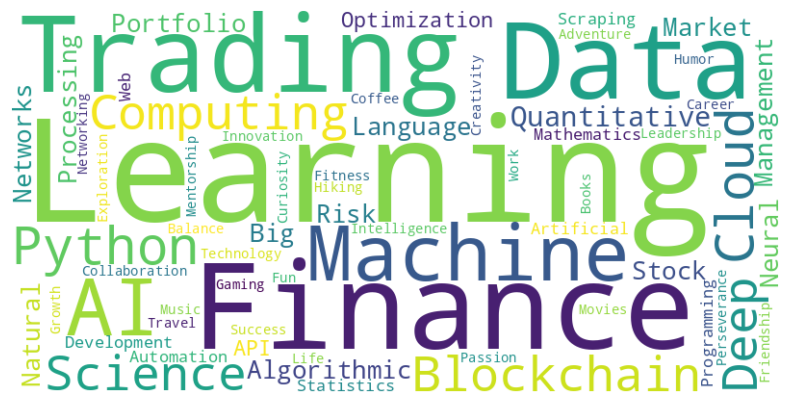 Trading
Data
Learning
Finance
Machine
Computing
Python
AI
Science
Blockchain
Deep
Cloud
Portfolio
Optimization
Scraping
Adventure
Market
Humor
Processing
Networks
Networking
Web
Coffee
Creativity
Language
Quantitative
Career
Mathematics
Leadership
Management
Neural
Innovation
Exploration
Mentorship
Curiosity
Fitness
Hiking
Work
Books
Risk
Big
Balance
Intelligence
Artificial
Technology
Collaboration
Stock
Fun
Gaming
Natural
Growth
Music
Travel
Movies
Success
Programming
Perseverance
Friendship
Development
Automation
API
Life
Passion
Algorithmic
Statistics